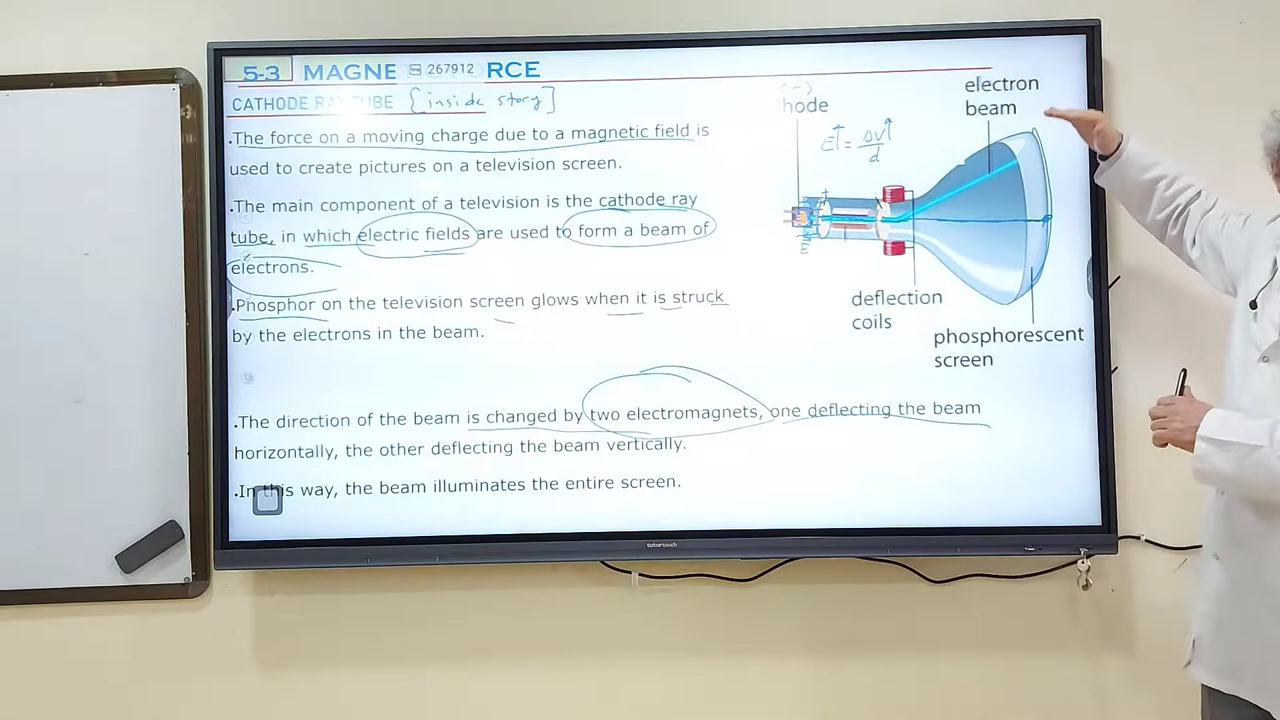 5-3 MAGNE 267912 RCE
CATHODE RAY TUBE [inside story]
.The force on a moving charge due to a magnetic field is
used to create pictures on a television screen.
.The main component of a television is the cathode ray
tube, in which electric fields are used to form a beam of
electrons.
.Phosphor on the television screen glows when it is struck
by the electrons in the beam.
.The direction of the beam is changed by two electromagnets, one deflecting the beam
horizontally, the other deflecting the beam vertically.
.In this way, the beam illuminates the entire screen.
(-)
hode
E↑ = ΔV↑
d
electron
beam
+
E
deflection
coils
phosphorescent
screen
tutortouch